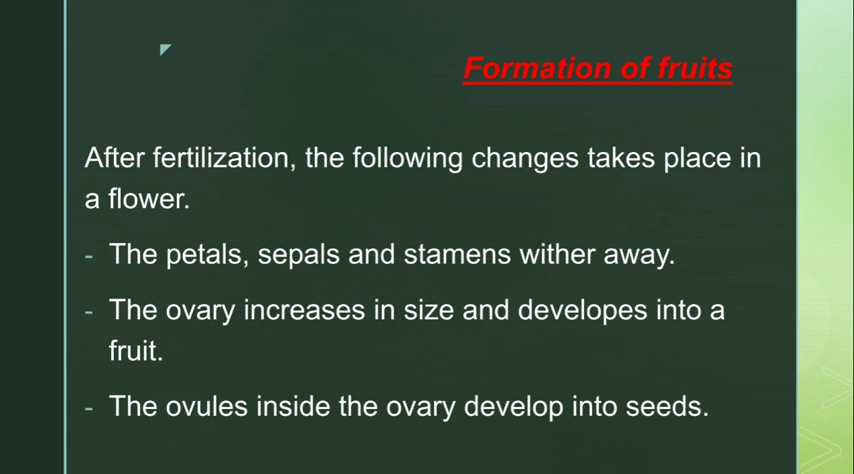 Formation of fruits
After fertilization, the following changes takes place in
a flower.
- The petals, sepals and stamens wither away.
- The ovary increases in size and developes into a
fruit.
- The ovules inside the ovary develop into seeds.